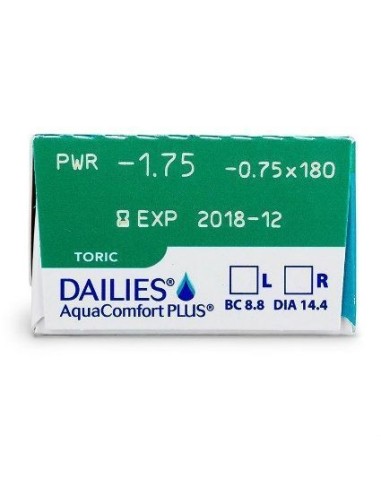 PWR -1.75 -0.75x180
EXP 2018-12
TORIC
DAILIES®
AquaComfort PLUS®
L R
BC 8.8 DIA 14.4